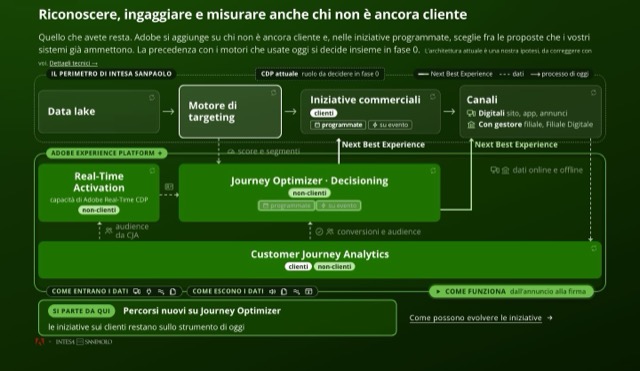 Riconoscere, ingaggiare e misurare anche chi non è ancora cliente
Quello che avete resta. Adobe si aggiunge su chi non è ancora cliente e, nelle iniziative programmate, sceglie fra le proposte che i vostri
sistemi già ammettono. La precedenza con i motori che usate oggi si decide insieme in fase 0. L'architettura attuale è una nostra ipotesi, da correggere con
voi. Dettagli tecnici →
IL PERIMETRO DI INTESA SANPAOLO
CDP attuale ruolo da decidere in fase 0
Next Best Experience
dati
processo di oggi
Data lake
Motore di
targeting
Iniziative commerciali
clienti
programmate
su evento
Canali
Digitali sito, app, annunci
Con gestore filiale, Filiale Digitale
ADOBE EXPERIENCE PLATFORM
score e segmenti
Next Best Experience
Next Best Experience
Real-Time
Activation
capacità di Adobe Real-Time CDP
non-clienti
Journey Optimizer · Decisioning
non-clienti
programmate
su evento
dati online e offline
audience
da CJA
conversioni e audience
Customer Journey Analytics
clienti
non-clienti
COME ENTRANO I DATI
COME ESCONO I DATI
COME FUNZIONA dall'annuncio alla firma
SI PARTE DA QUI
Percorsi nuovi su Journey Optimizer
le iniziative sui clienti restano sullo strumento di oggi
Come possono evolvere le iniziative →
INTESA SANPAOLO